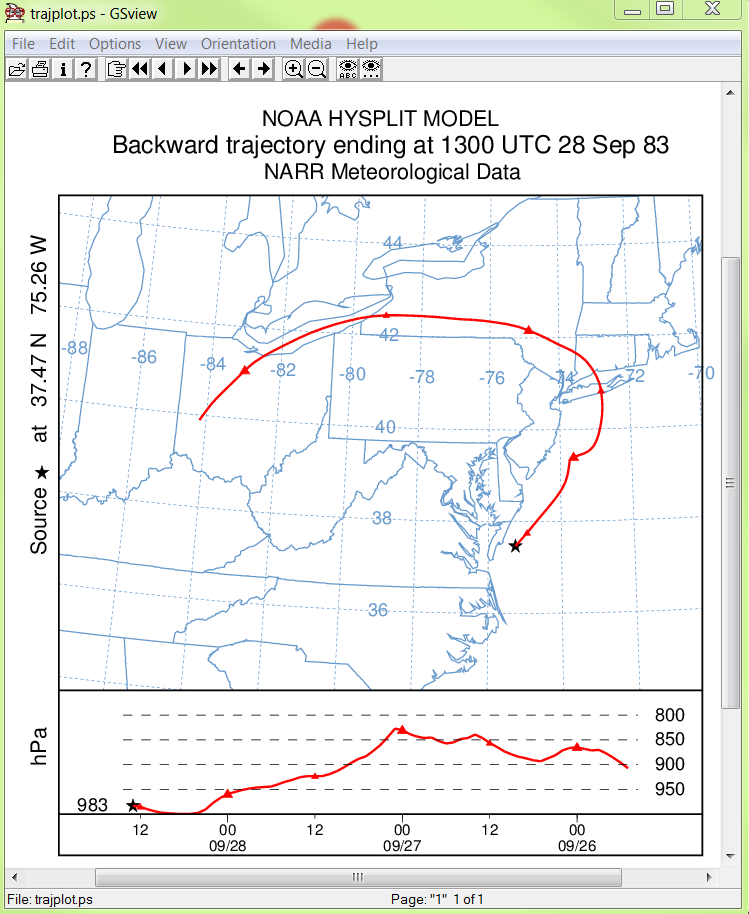 trajplot.ps - GSview
File Edit Options View Orientation Media Help
i ? ABC
NOAA HYSPLIT MODEL
Backward trajectory ending at 1300 UTC 28 Sep 83
NARR Meteorological Data
Source ★ at 37.47 N 75.26 W
44
42
-88 -86 -84 -82 -80 -78 -76 -74 -72 -70
40
38
36
hPa
800
850
900
950
983
12 00 12 00 12 00
09/28 09/27 09/26
File: trajplot.ps Page: "1" 1 of 1